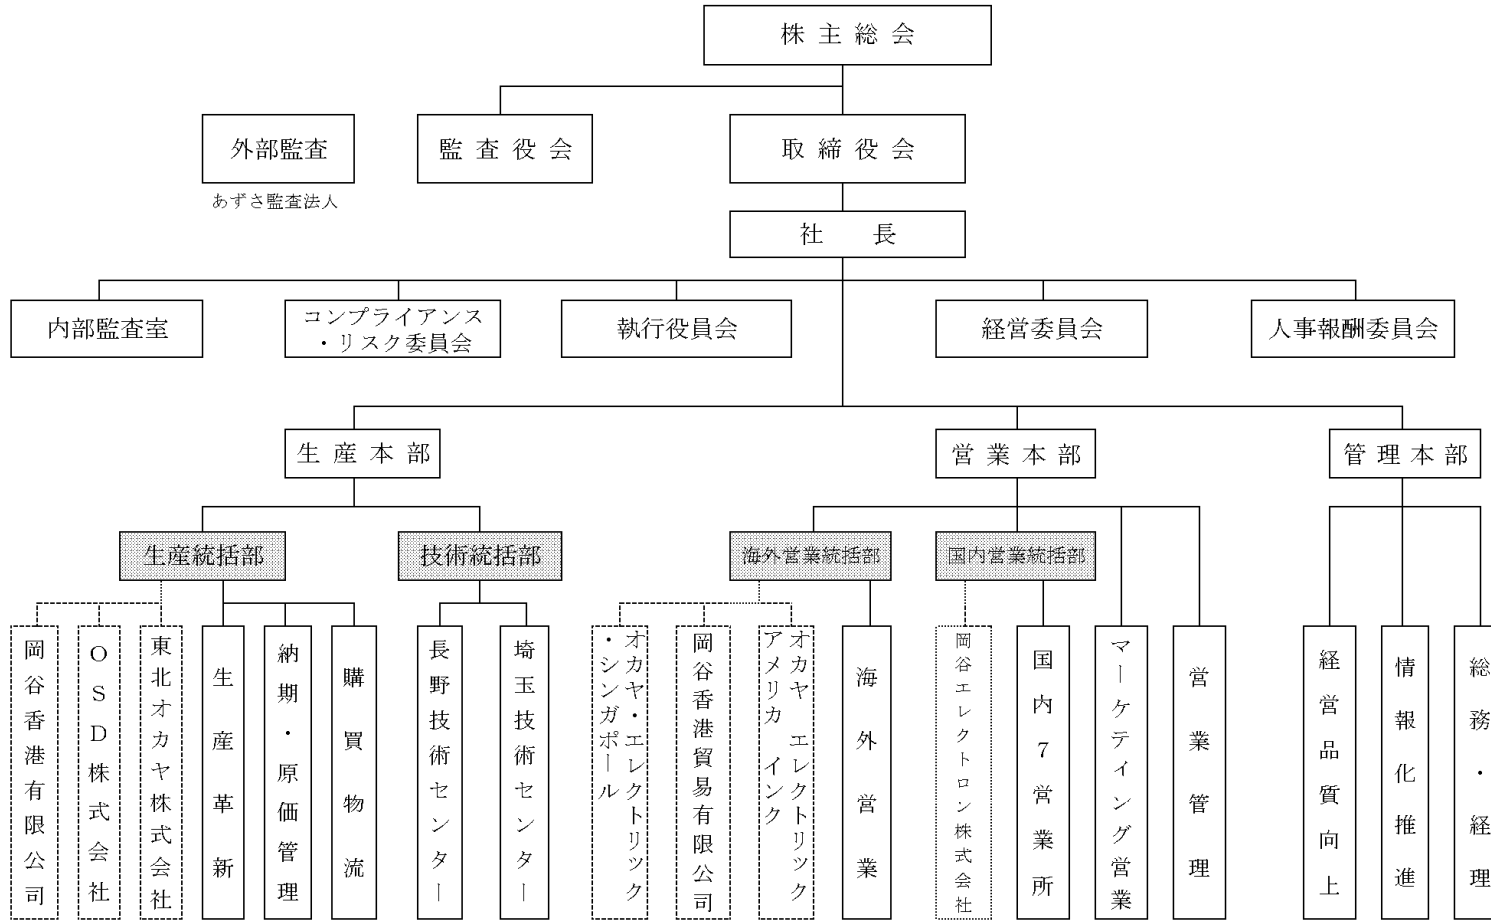 株主総会
外部監査
監査役会
取締役会
あずさ監査法人
社長
内部監査室
コンプライアンス
・リスク委員会
執行役員会
経営委員会
人事報酬委員会
生産本部
営業本部
管理本部
生産統括部
技術統括部
海外営業統括部
国内営業統括部
岡谷香港有限公司
OSD株式会社
東北オカヤ株式会社
生産革新
納期・原価管理
購買物流
長野技術センター
埼玉技術センター
オカヤ・エレクトリック
・シンガポール
岡谷香港貿易有限公司
オカヤ エレクトリック
アメリカ インク
海外営業
岡谷エレクトロン株式会社
国内7営業所
マーケティング営業
営業管理
経営品質向上
情報化推進
総務・経理